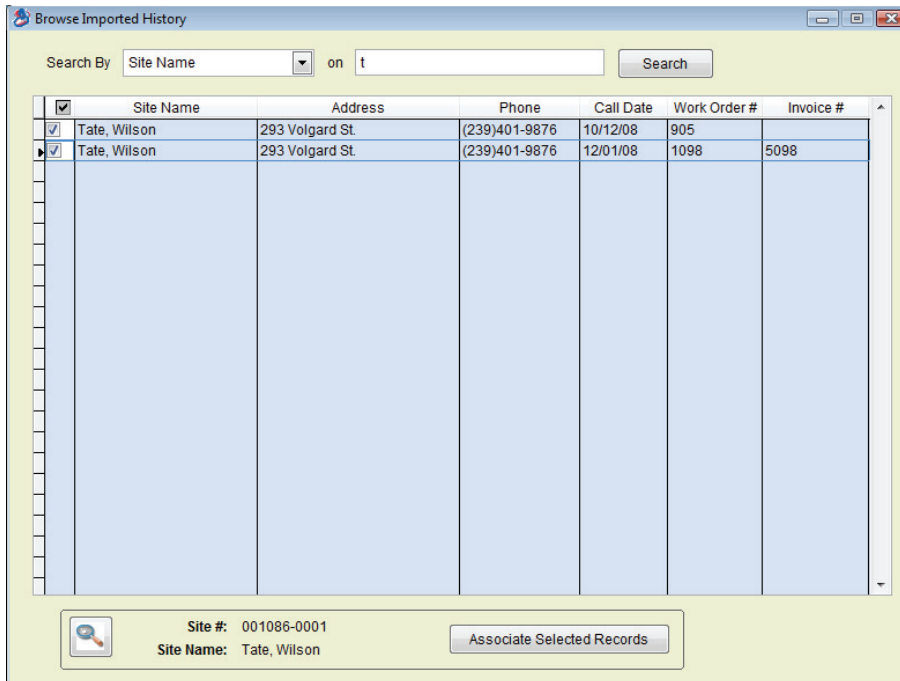 Browse Imported History
Search By Site Name on t Search
Site Name Address Phone Call Date Work Order # Invoice #
Tate, Wilson 293 Volgard St. (239)401-9876 10/12/08 905
Tate, Wilson 293 Volgard St. (239)401-9876 12/01/08 1098 5098
Site #: 001086-0001
Site Name: Tate, Wilson
Associate Selected Records